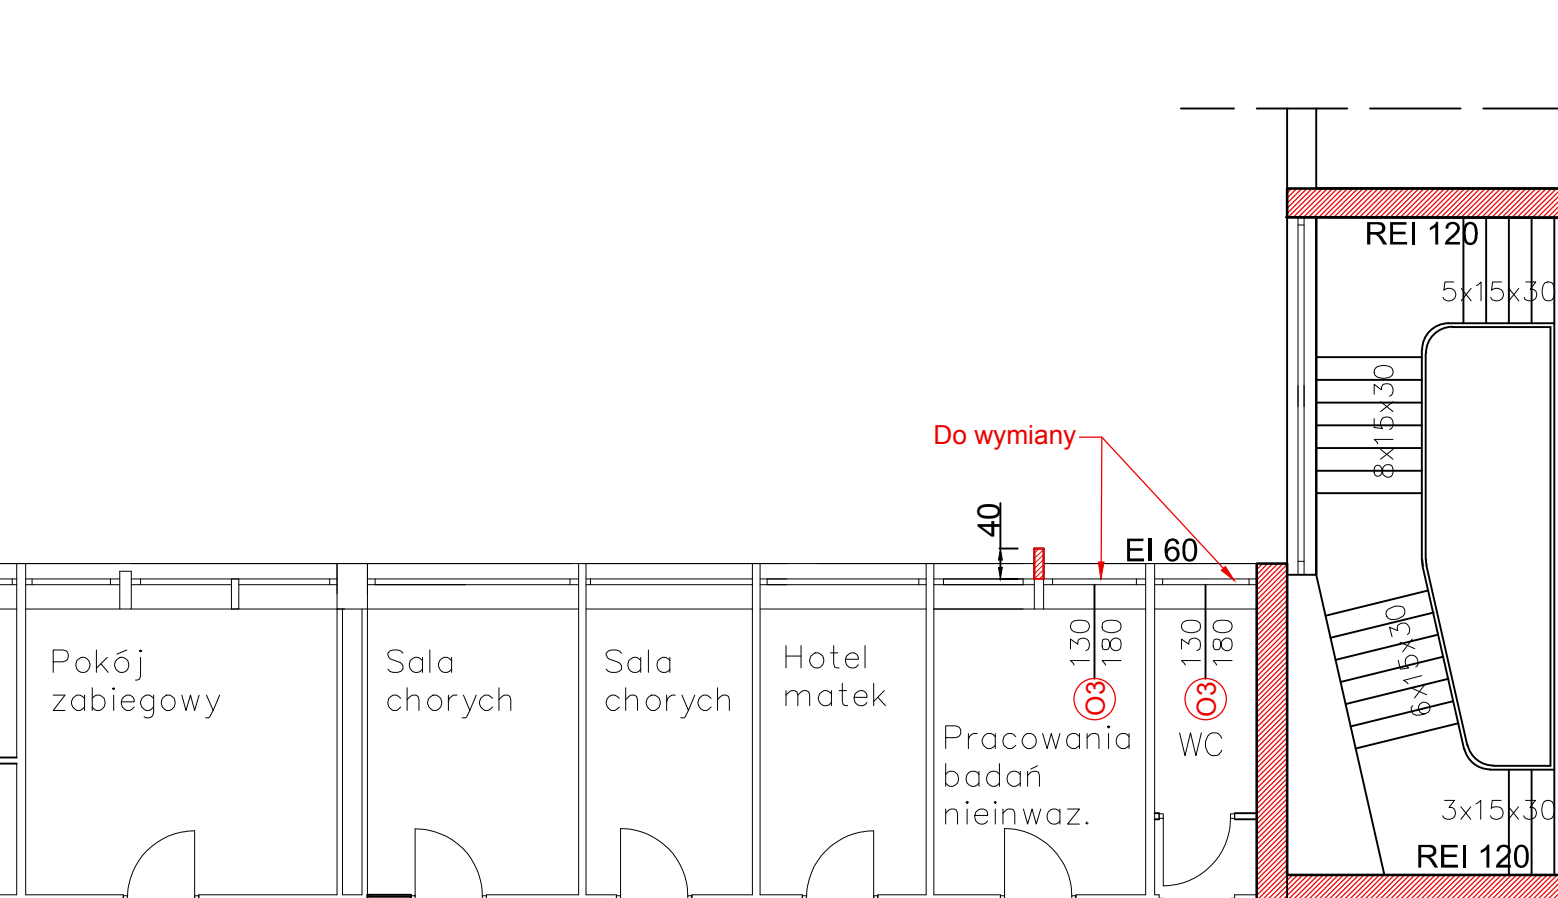 REI 120
5x15x30
8x15x30
Do wymiany
40
EI 60
6x15x30
130
180
O3
130
180
O3
Pokój
zabiegowy
Sala
chorych
Sala
chorych
Hotel
matek
Pracowania
badań
nieinwaz.
WC
3x15x30
REI 120